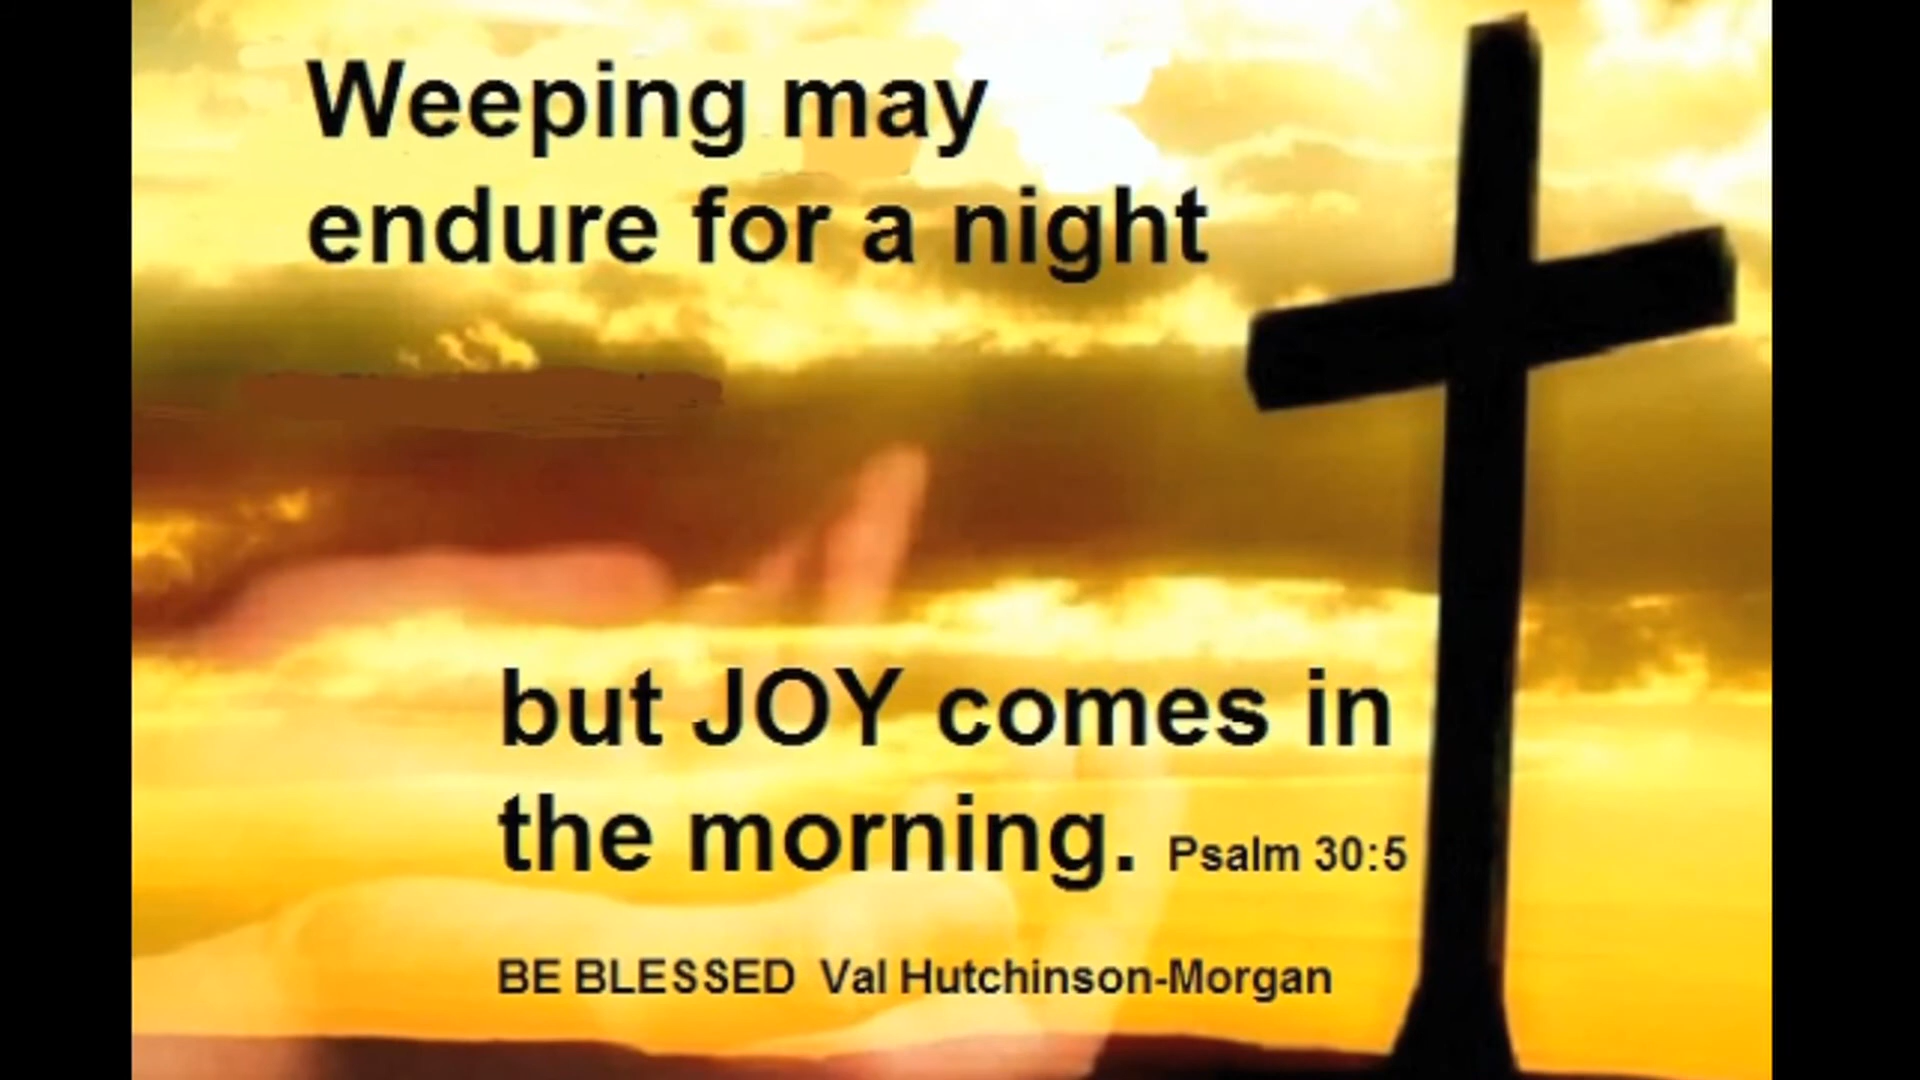 Weeping may
endure for a night
but JOY comes in
the morning. Psalm 30:5
BE BLESSED Val Hutchinson-Morgan